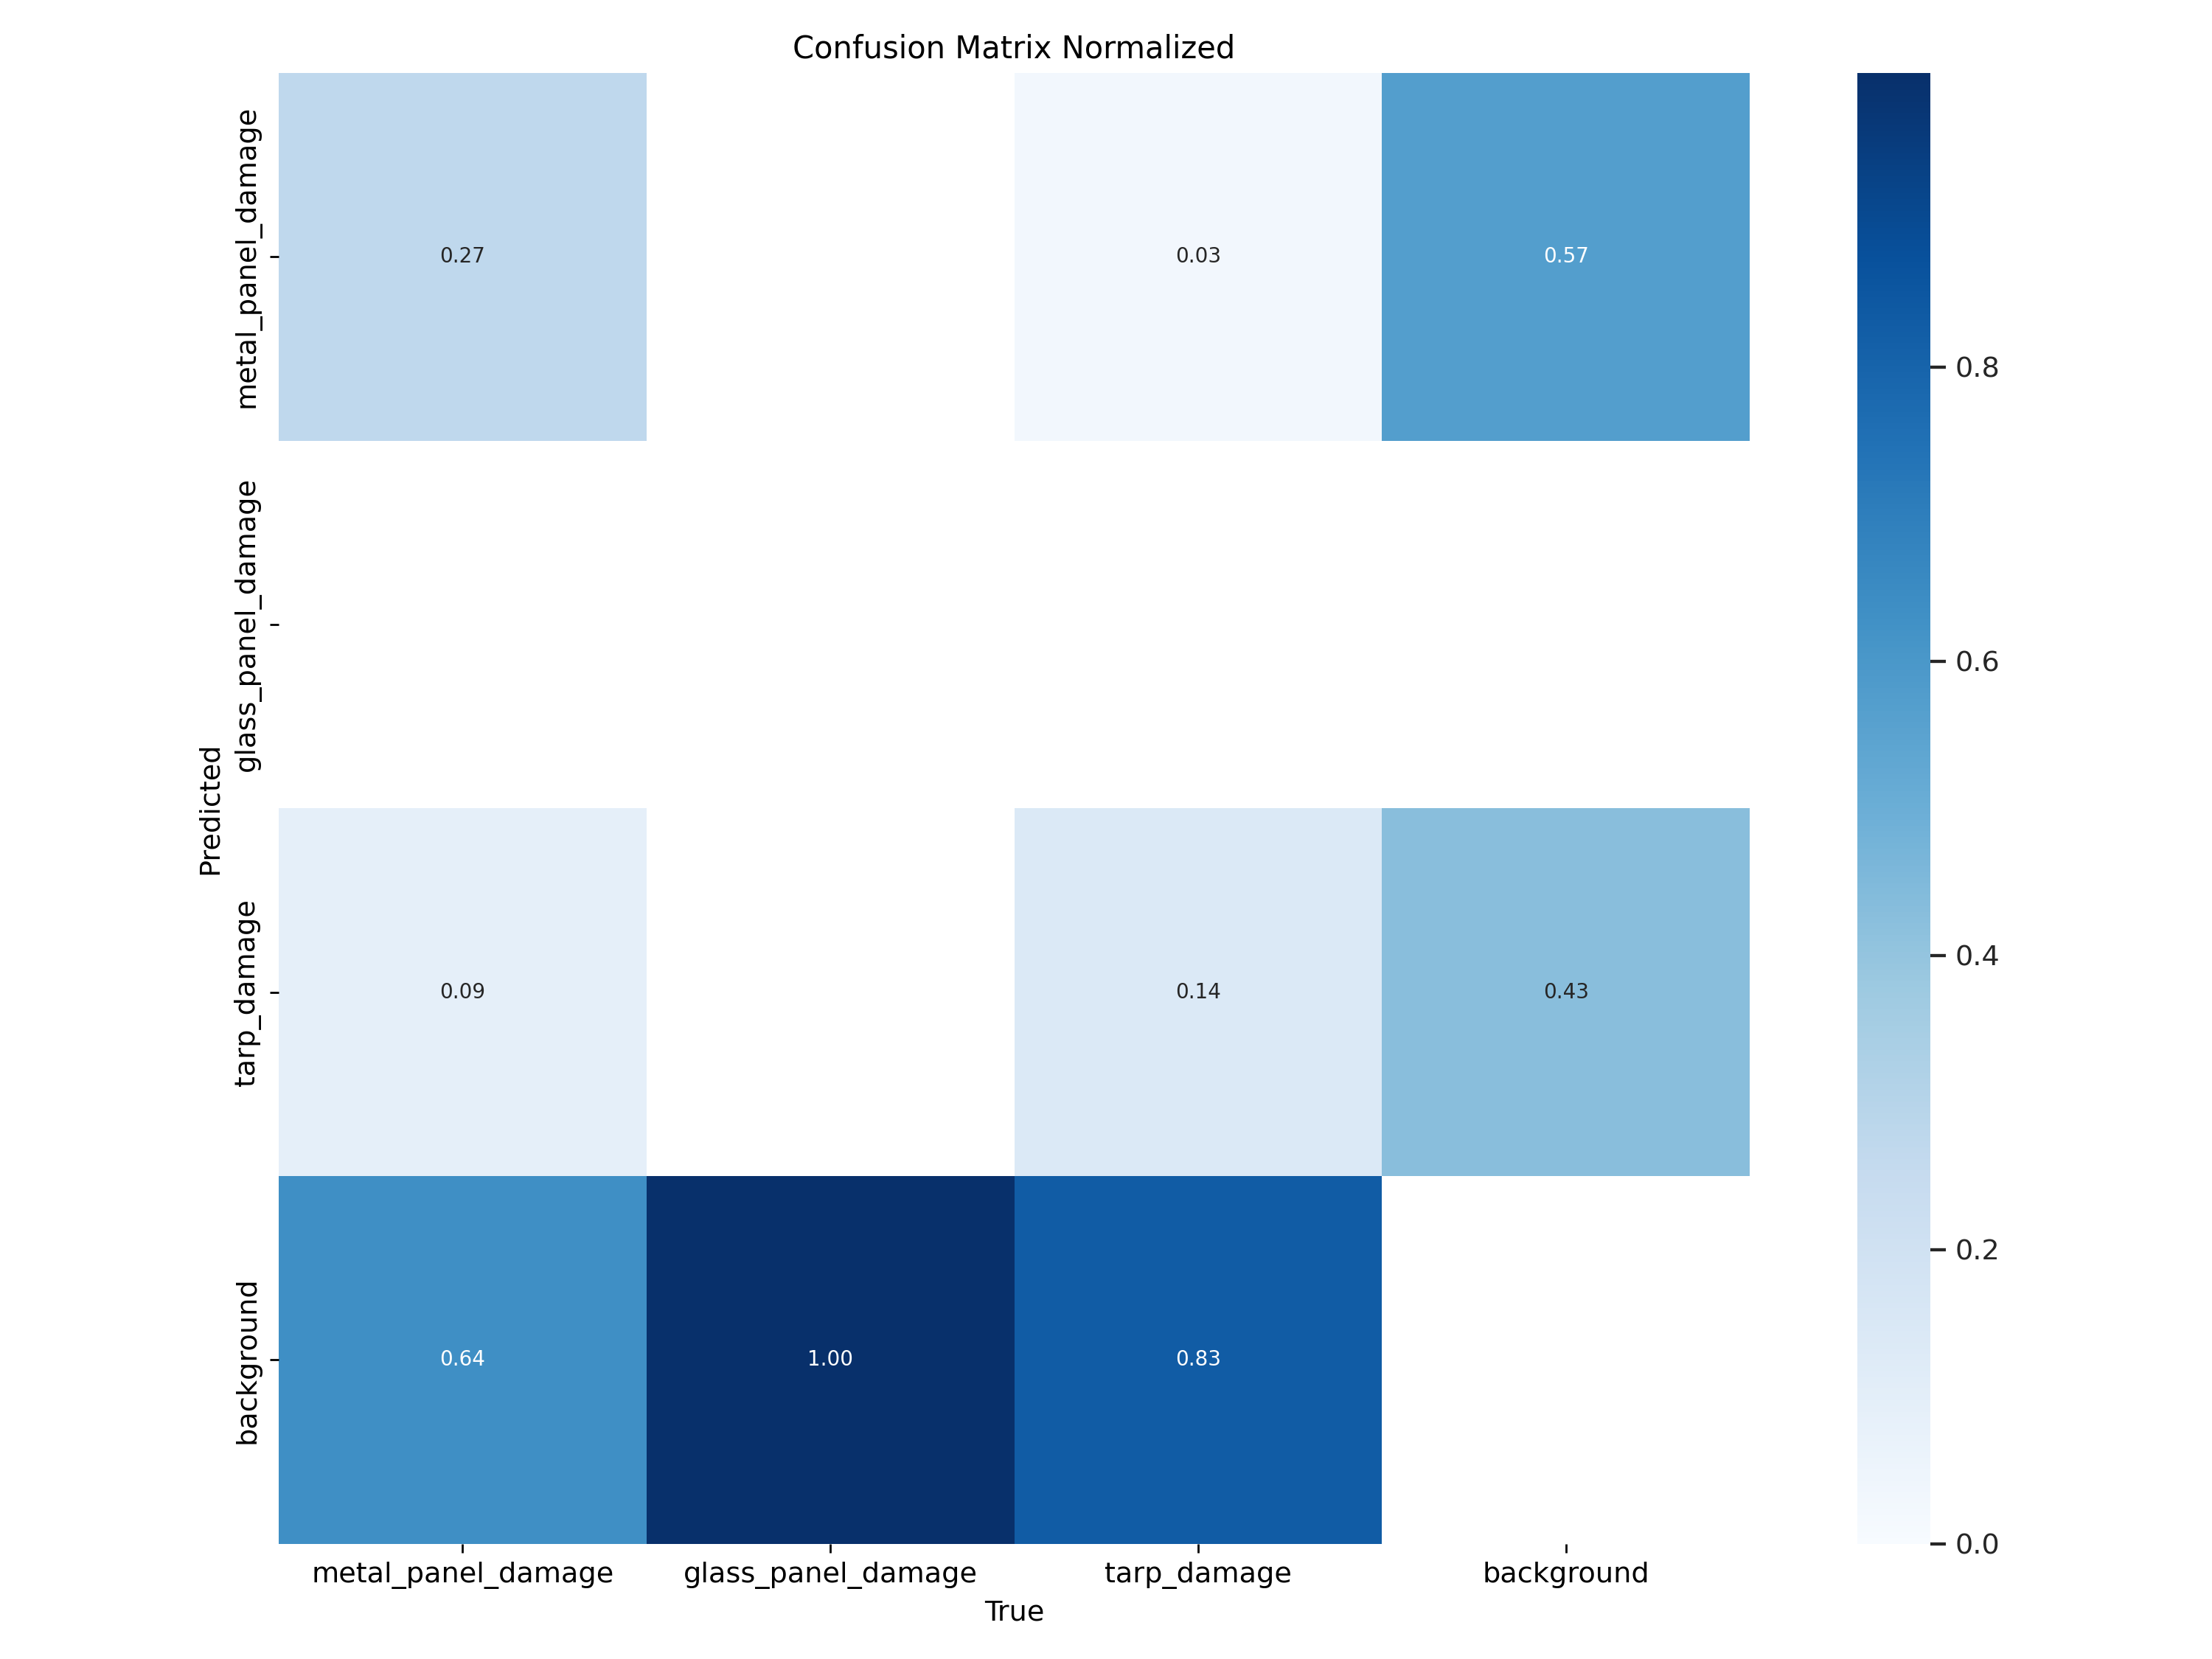 Confusion Matrix Normalized
metal_panel_damage
0.27
0.03
0.57
glass_panel_damage
tarp_damage
0.09
0.14
0.43
background
0.64
1.00
0.83
Predicted
metal_panel_damage
glass_panel_damage
tarp_damage
background
True
0.8
0.6
0.4
0.2
0.0